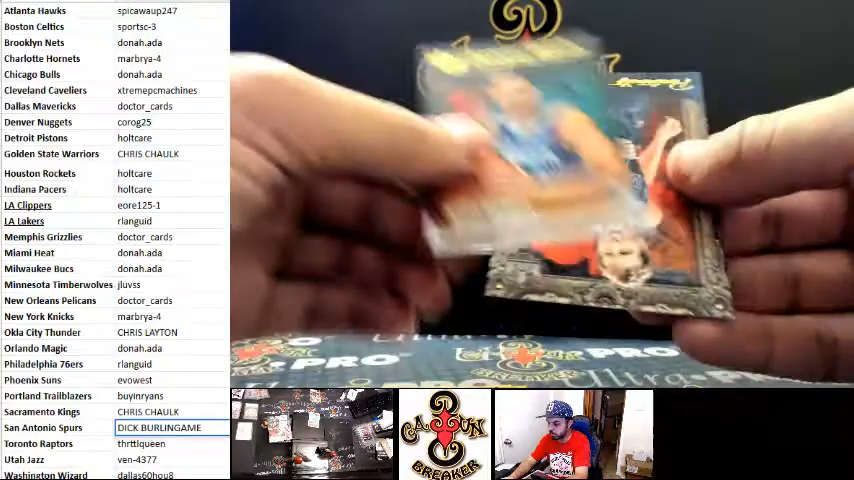 Atlanta Hawks spicawaup247
Boston Celtics sportsc-3
Brooklyn Nets donah.ada
Charlotte Hornets marbrya-4
Chicago Bulls donah.ada
Cleveland Caveliers xtremepcmachines
Dallas Mavericks doctor_cards
Denver Nuggets corog25
Detroit Pistons holtcare
Golden State Warriors CHRIS CHAULK
Houston Rockets holtcare
Indiana Pacers holtcare
LA Clippers eore125-1
LA Lakers rlanguid
Memphis Grizzlies doctor_cards
Miami Heat donah.ada
Milwaukee Bucs donah.ada
Minnesota Timberwolves jluvss
New Orleans Pelicans doctor_cards
New York Knicks marbrya-4
Okla City Thunder CHRIS LAYTON
Orlando Magic donah.ada
Philadelphia 76ers rlanguid
Phoenix Suns evowest
Portland Trailblazers buyinryans
Sacramento Kings CHRIS CHAULK
San Antonio Spurs DICK BURLINGAME
Toronto Raptors thrttlqueen
Utah Jazz ven-4377
Washington Wizard dallas60hou8
PRO
CAJUN
BREAKER